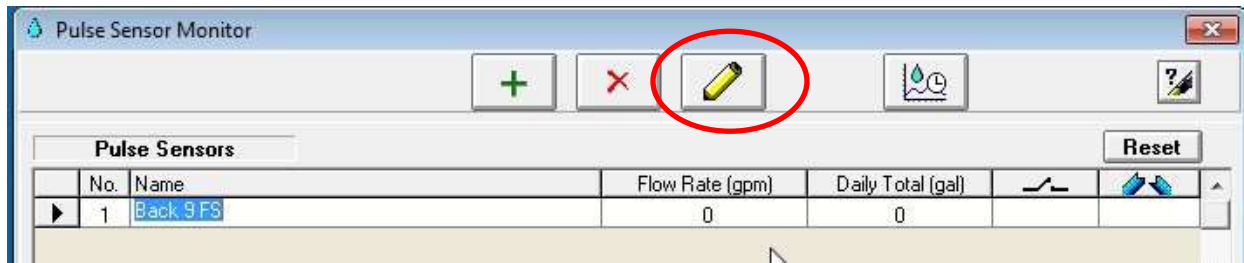 Pulse Sensor Monitor
Pulse Sensors
Reset
No. Name Flow Rate (gpm) Daily Total (gal)
1 Back 9 FS 0 0